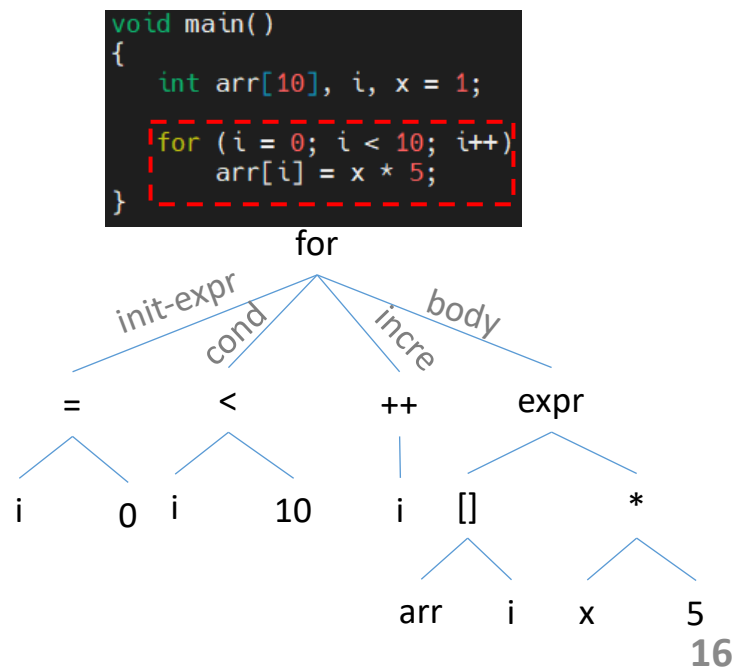 void main()
{
int arr[10], i, x = 1;
for (i = 0; i < 10; i++)
arr[i] = x * 5;
}
for
init-expr cond incre body
= < ++ expr
i 0 i 10 i [] *
arr i x 5
16